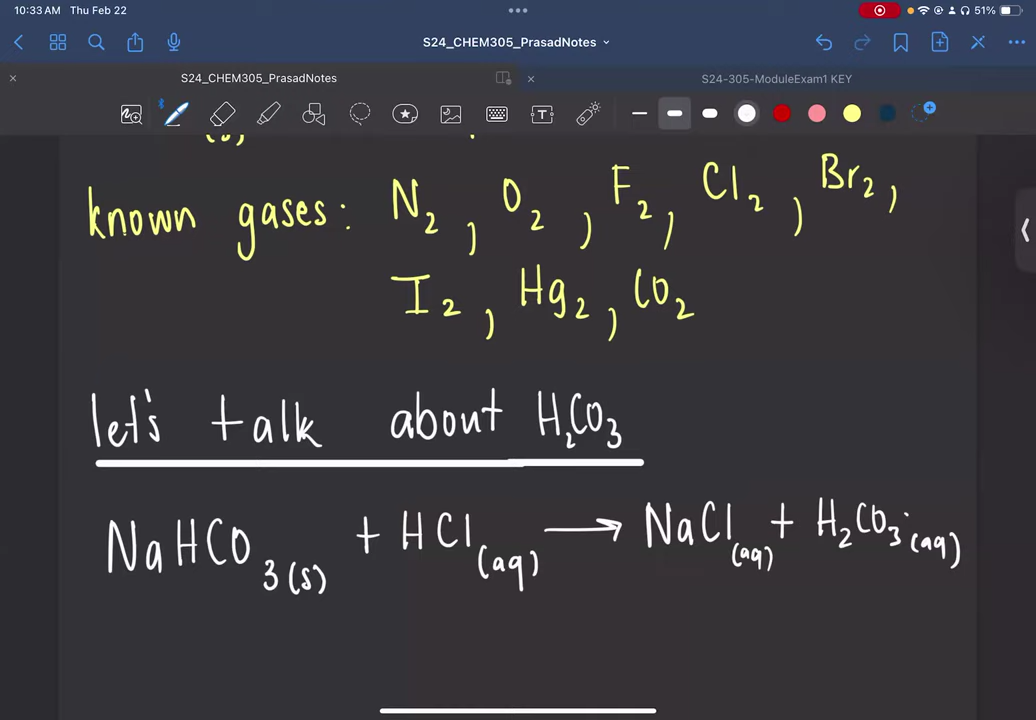 10:33 AM Thu Feb 22
51%
S24_CHEM305_PrasadNotes
S24_CHEM305_PrasadNotes
S24-305-ModuleExam1 KEY
(s)
known gases: N₂, O₂, F₂, Cl₂, Br₂,
I₂, Hg₂, CO₂
let's talk about H₂CO₃
NaHCO₃(s) + HCl(aq) → NaCl(aq) + H₂CO₃(aq)